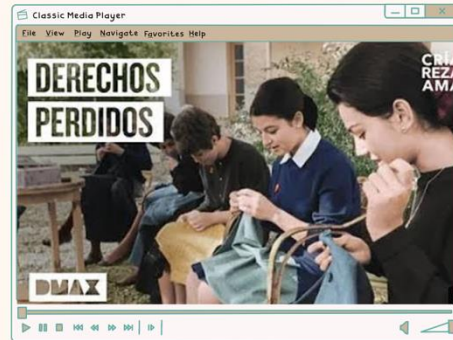 Classic Media Player
File View Play Navigate Favorites Help
DERECHOS
PERDIDOS
DMAX